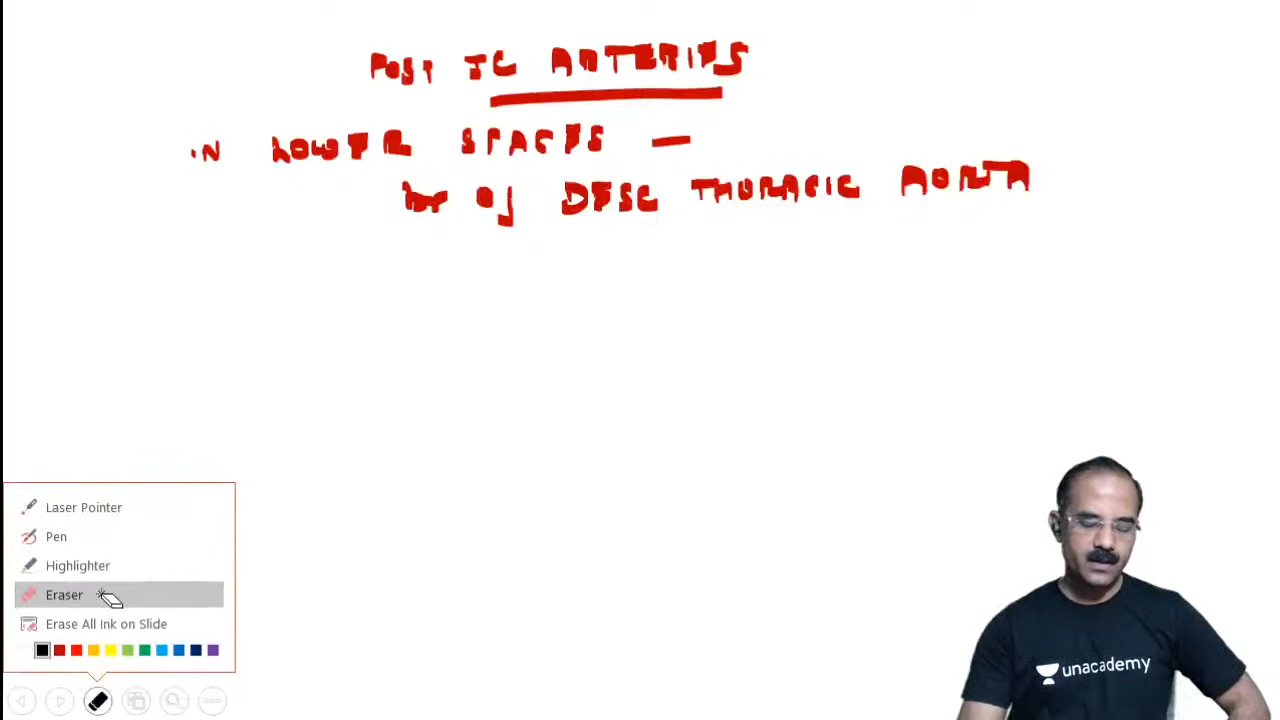 POST IC ARTERIES
IN LOWER SPACES —
br of DESC THORACIC AORTA
Laser Pointer
Pen
Highlighter
Eraser
Erase All Ink on Slide
unacademy